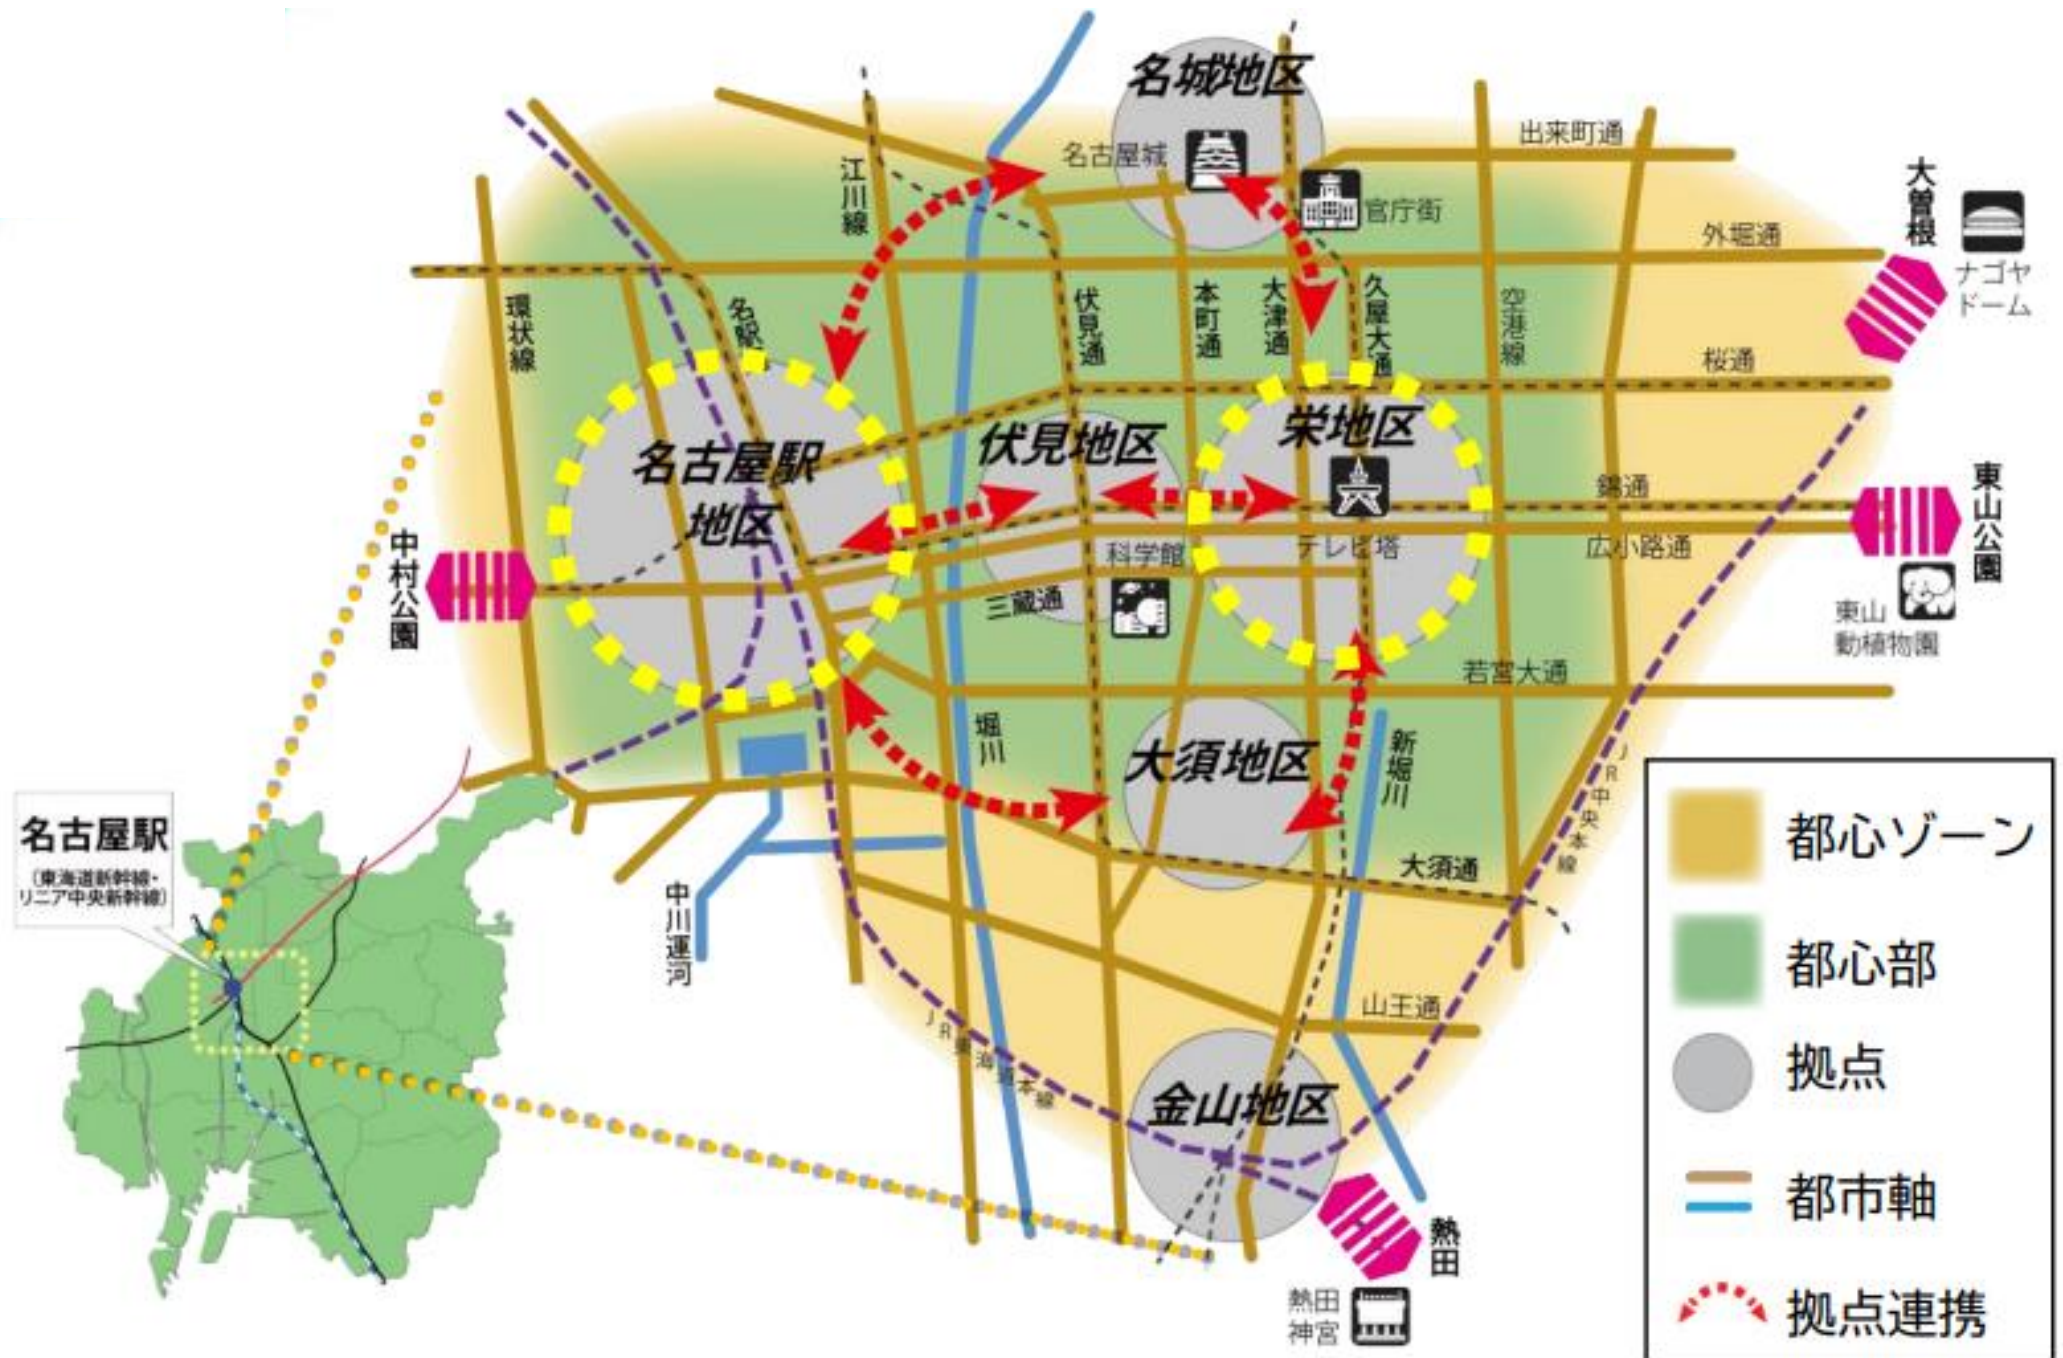 名城地区
名古屋城
官庁街
出来町通
大曽根
ナゴヤ
ドーム
江川線
外堀通
環状線
伏見通
本町通
大津通
久屋大通
空港線
桜通
名古屋駅
地区
伏見地区
栄地区
錦通
東山公園
中村公園
科学館
テレビ塔
広小路通
三蔵通
東山
動植物園
若宮大通
堀川
大須地区
新堀川
JR中央本線
大須通
中川運河
名古屋駅
(東海道新幹線・
リニア中央新幹線)
山王通
JR東海道本線
金山地区
熱田
熱田
神宮
都心ゾーン
都心部
拠点
都市軸
拠点連携